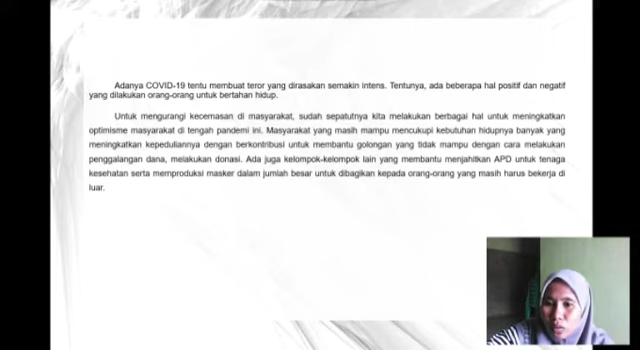 Adanya COVID-19 tentu membuat teror yang dirasakan semakin intens. Tentunya, ada beberapa hal positif dan negatif
yang dilakukan orang-orang untuk bertahan hidup.
Untuk mengurangi kecemasan di masyarakat, sudah sepatutnya kita melakukan berbagai hal untuk meningkatkan
optimisme masyarakat di tengah pandemi ini. Masyarakat yang masih mampu mencukupi kebutuhan hidupnya banyak yang
meningkatkan kepeduliannya dengan berkontribusi untuk membantu golongan yang tidak mampu dengan cara melakukan
penggalangan dana, melakukan donasi. Ada juga kelompok-kelompok lain yang membantu menjahitkan APD untuk tenaga
kesehatan serta memproduksi masker dalam jumlah besar untuk dibagikan kepada orang-orang yang masih harus bekerja di
luar.